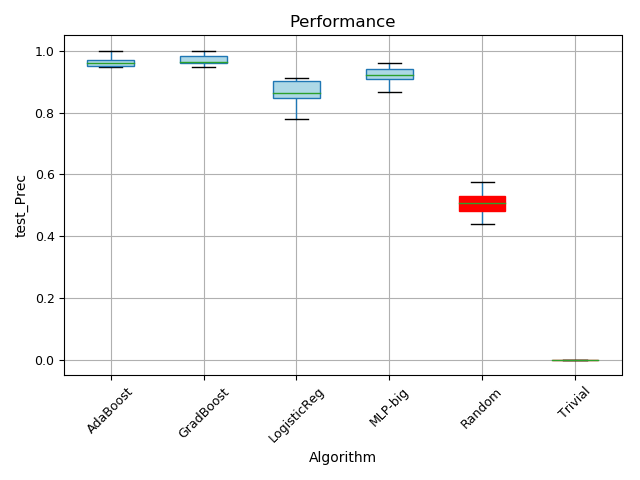 Performance
test_Prec
1.0
0.8
0.6
0.4
0.2
0.0
AdaBoost
GradBoost
LogisticReg
MLP-big
Random
Trivial
Algorithm